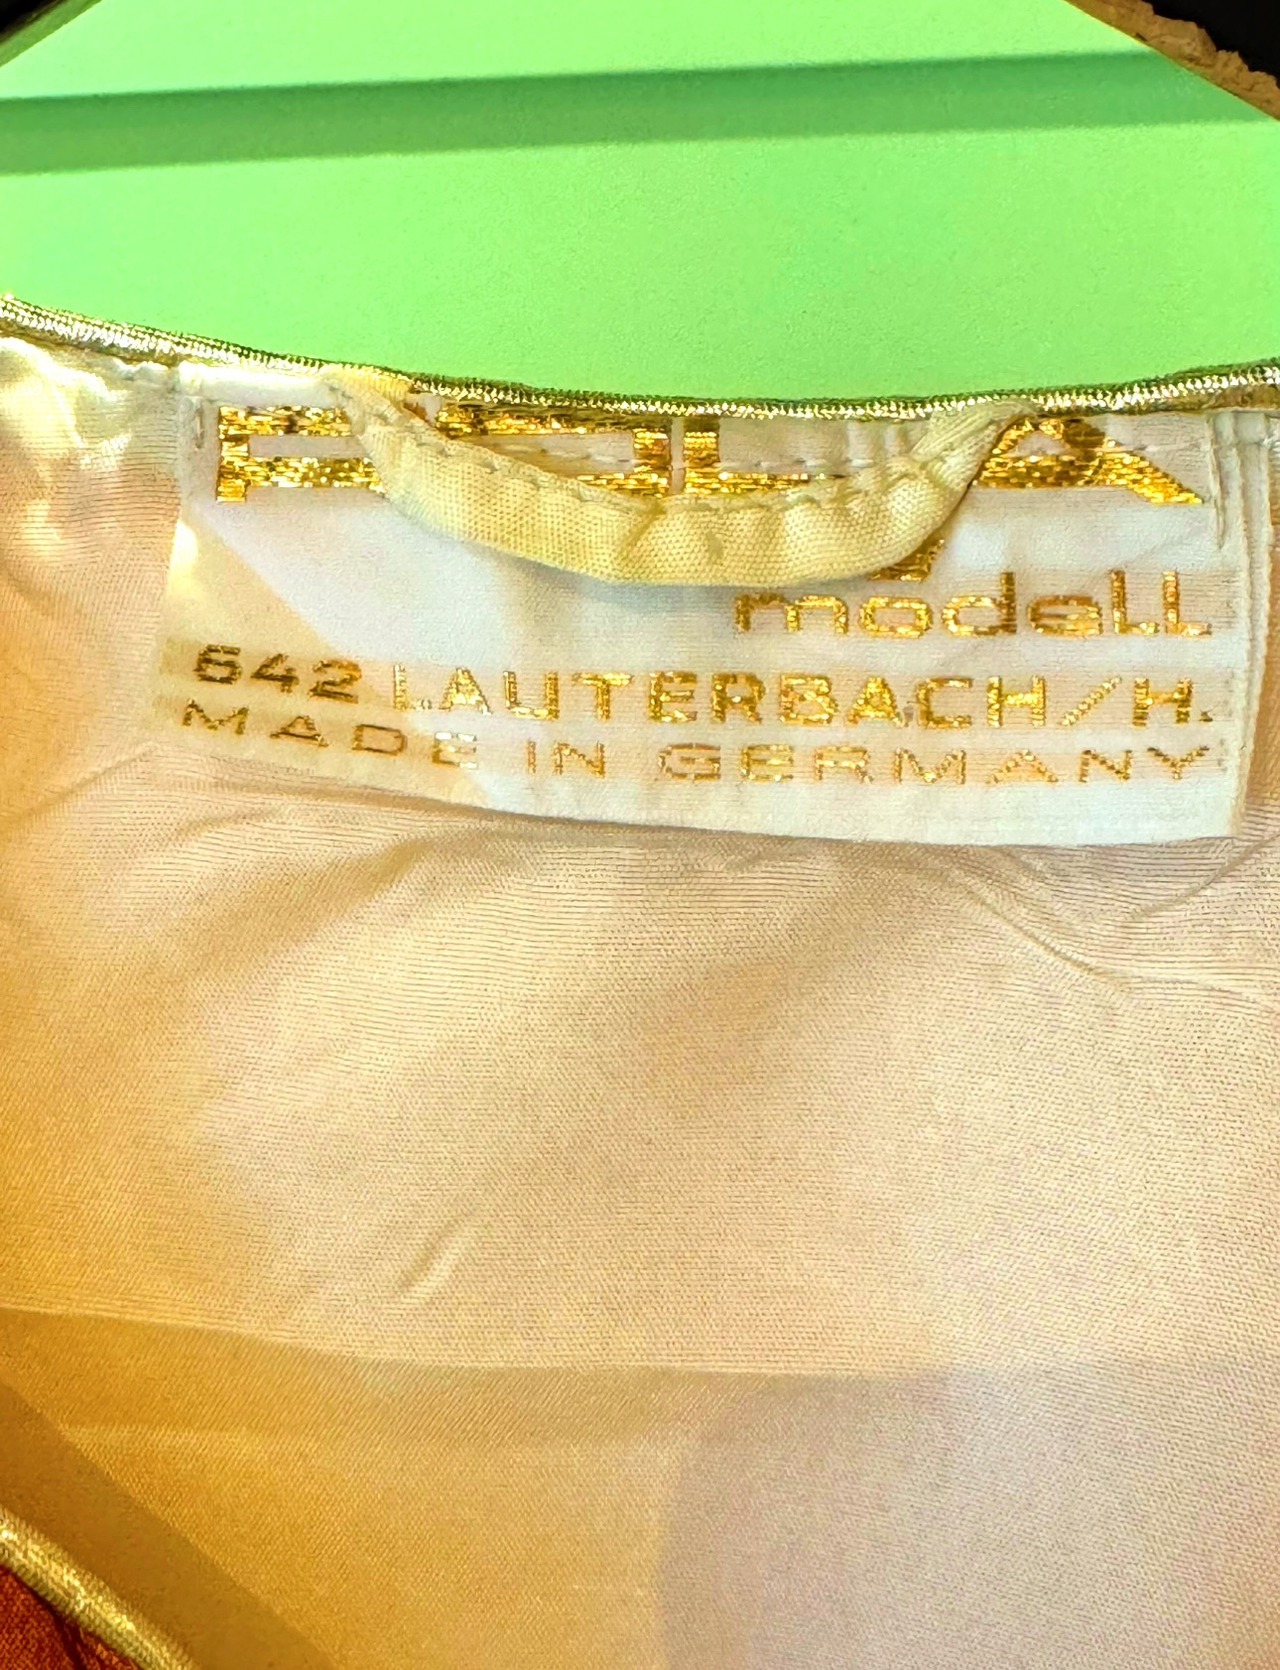 modell
642 LAUTERBACH/H.
MADE IN GERMANY